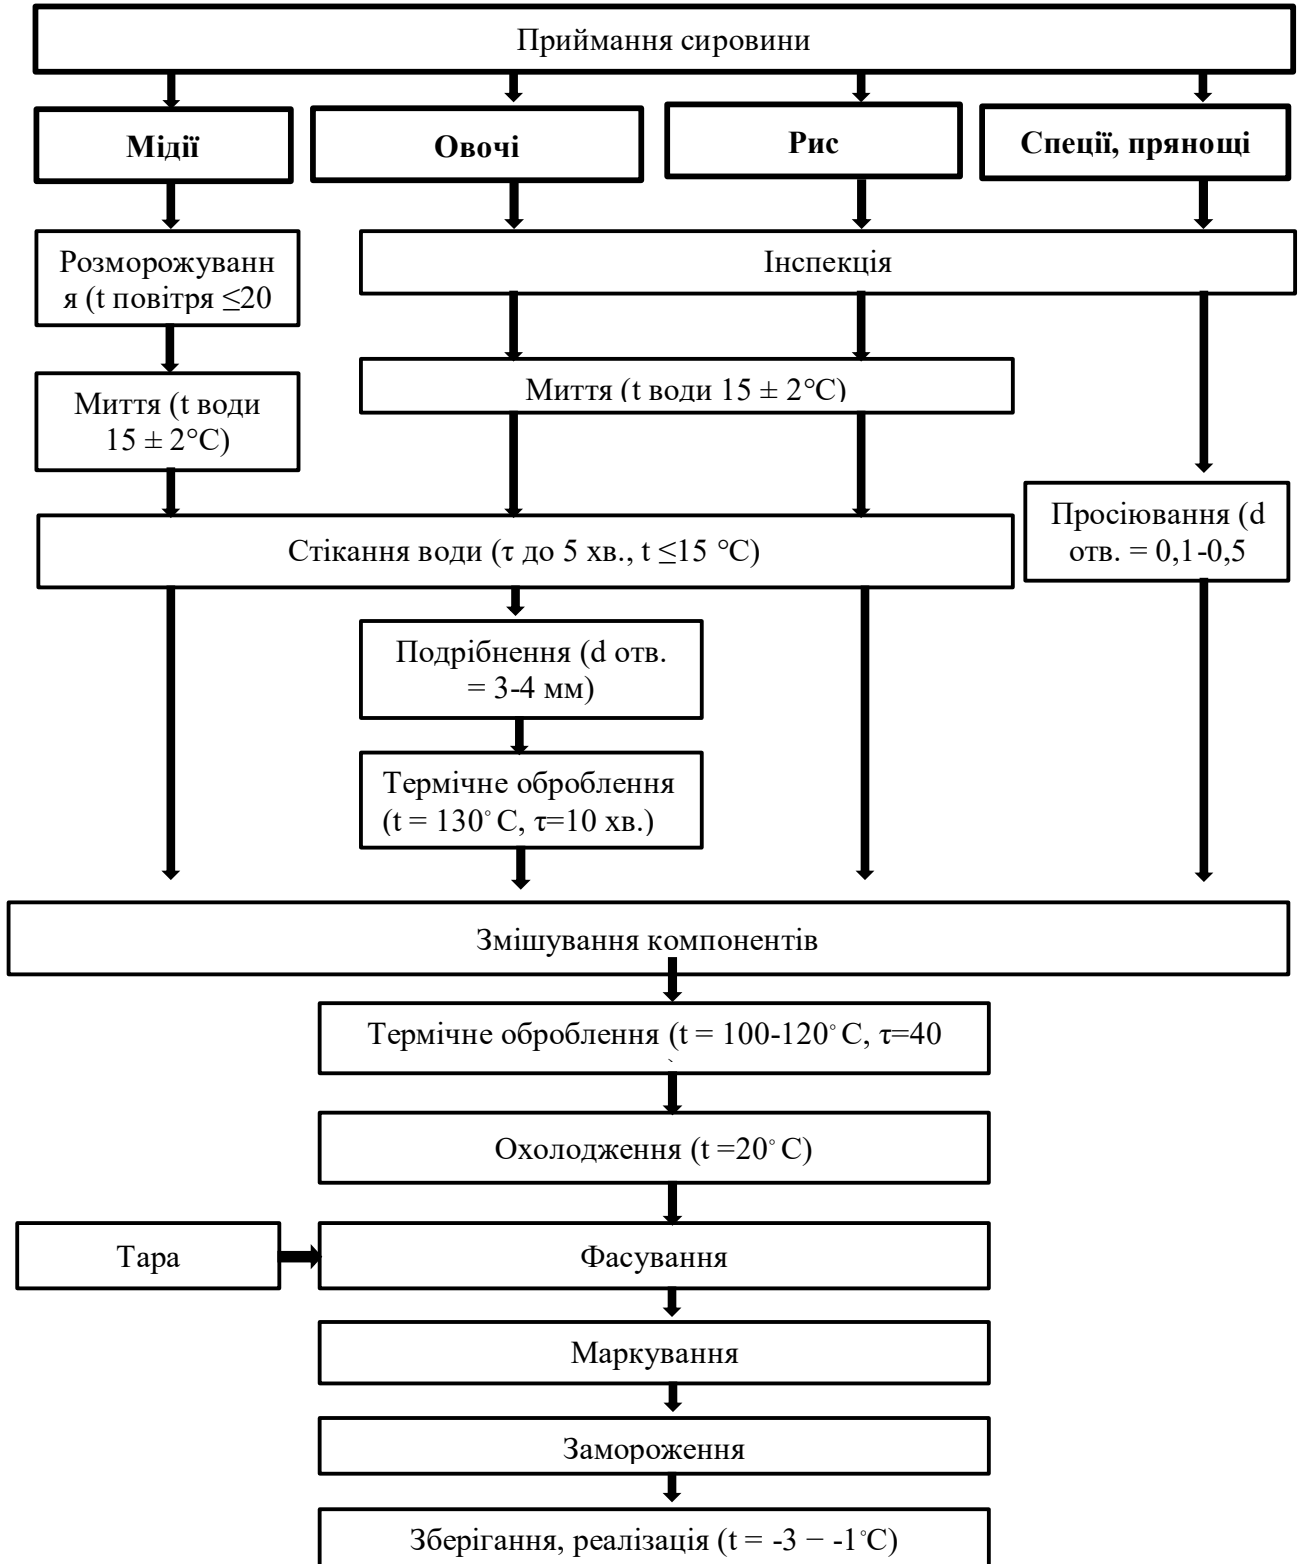 Приймання сировини
Мідії
Овочі
Рис
Спеції, прянощі
Розморожуванн
я (t повітря ≤20
Інспекція
Миття (t води
15 ± 2°С)
Миття (t води 15 ± 2°С)
Стікання води (τ до 5 хв., t ≤15 °С)
Просіювання (d
отв. = 0,1-0,5
Подрібнення (d отв.
= 3-4 мм)
Термічне оброблення
(t = 130°С, τ=10 хв.)
Змішування компонентів
Термічне оброблення (t = 100-120°С, τ=40
Охолодження (t =20°С)
Тара
Фасування
Маркування
Замороження
Зберігання, реалізація (t = -3 − -1°С)